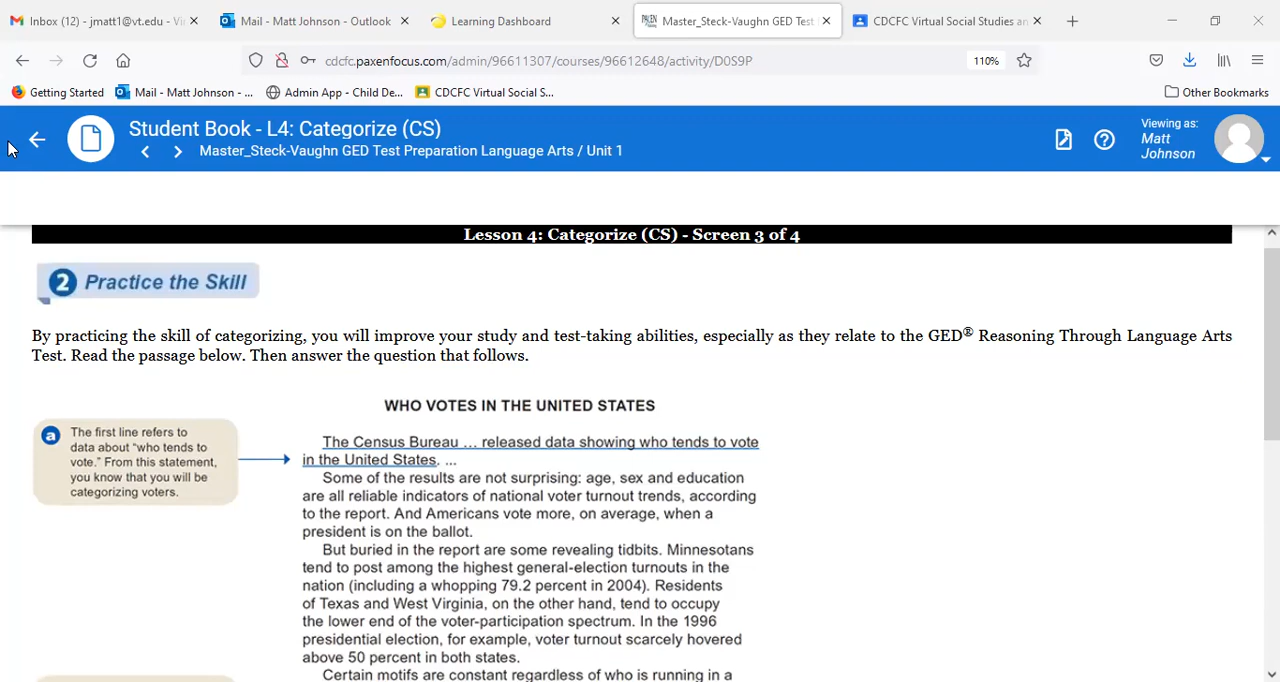 Inbox (12) - jmatt1@vt.edu - Vir
Mail - Matt Johnson - Outlook
Learning Dashboard
PAXEN
Master_Steck-Vaughn GED Test
CDCFC Virtual Social Studies an
cdcfc.paxenfocus.com/admin/96611307/courses/96612648/activity/D0S9P
110%
Getting Started
Mail - Matt Johnson - ...
Admin App - Child De...
CDCFC Virtual Social S...
Other Bookmarks
Student Book - L4: Categorize (CS)
Master_Steck-Vaughn GED Test Preparation Language Arts / Unit 1
Viewing as:
Matt
Johnson
Lesson 4: Categorize (CS) - Screen 3 of 4
2 Practice the Skill
By practicing the skill of categorizing, you will improve your study and test-taking abilities, especially as they relate to the GED® Reasoning Through Language Arts
Test. Read the passage below. Then answer the question that follows.
WHO VOTES IN THE UNITED STATES
a The first line refers to
data about "who tends to
vote." From this statement,
you know that you will be
categorizing voters.
The Census Bureau ... released data showing who tends to vote
in the United States. ...
Some of the results are not surprising: age, sex and education
are all reliable indicators of national voter turnout trends, according
to the report. And Americans vote more, on average, when a
president is on the ballot.
But buried in the report are some revealing tidbits. Minnesotans
tend to post among the highest general-election turnouts in the
nation (including a whopping 79.2 percent in 2004). Residents
of Texas and West Virginia, on the other hand, tend to occupy
the lower end of the voter-participation spectrum. In the 1996
presidential election, for example, voter turnout scarcely hovered
above 50 percent in both states.
Certain motifs are constant regardless of who is running in a